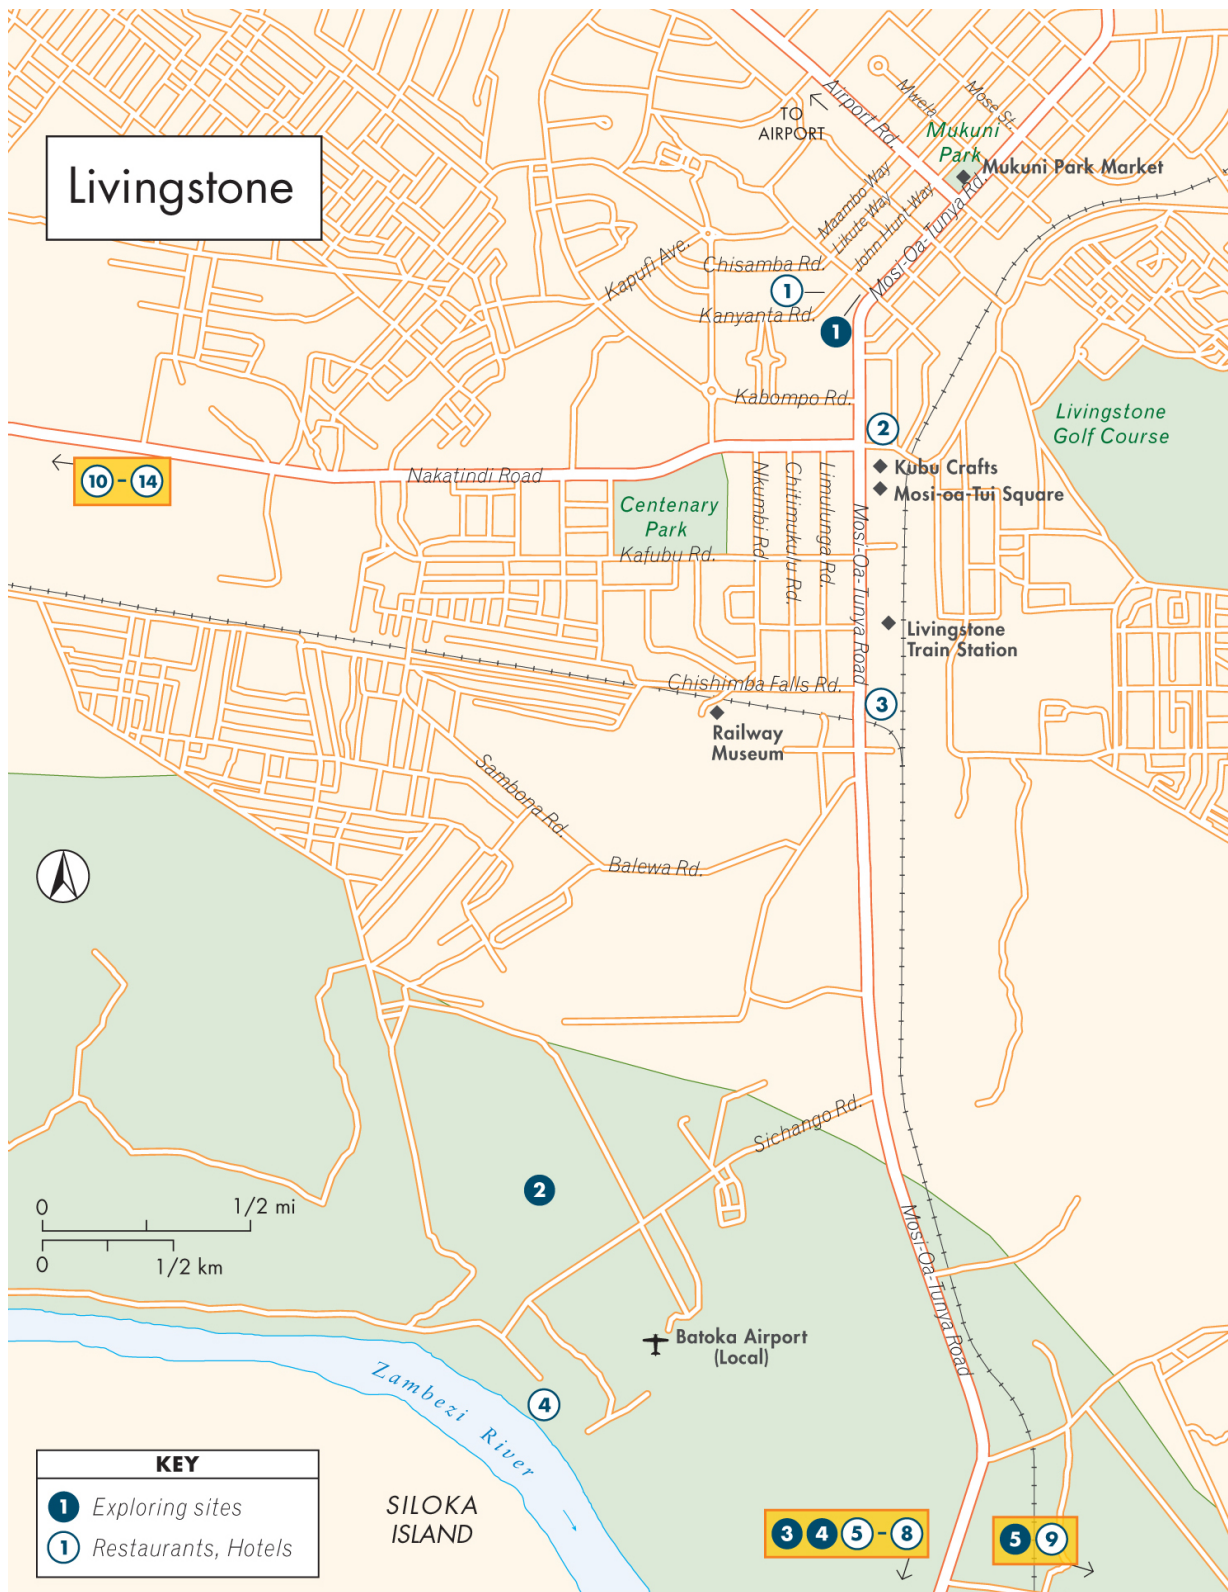 Livingstone
TO
AIRPORT
Airport Rd.
Mwela
Mose St.
Mukuni
Park
Mukuni Park Market
Maambo Way
Likute Way
John Hunt Way
Mosi-Oa-Tunya Rd.
Kapufi Ave.
Chisamba Rd.
1
Kanyanta Rd.
1
Kabompo Rd.
Livingstone
Golf Course
2
Kubu Crafts
Mosi-oa-Tui Square
10 - 14
Nakatindi Road
Centenary
Park
Kafubu Rd.
Nkumbi Rd.
Chitimukulu Rd.
Limulunga Rd.
Mosi-Oa-Tunya Road
Livingstone
Train Station
Chishimba Falls Rd.
3
Railway
Museum
Sambona Rd.
Balewa Rd.
Sichango Rd.
2
0 1/2 mi
0 1/2 km
Mosi-Oa-Tunya Road
Batoka Airport
(Local)
Zambezi River
4
SILOKA
ISLAND
KEY
1 Exploring sites
1 Restaurants, Hotels
3 4 5 - 8
5 9